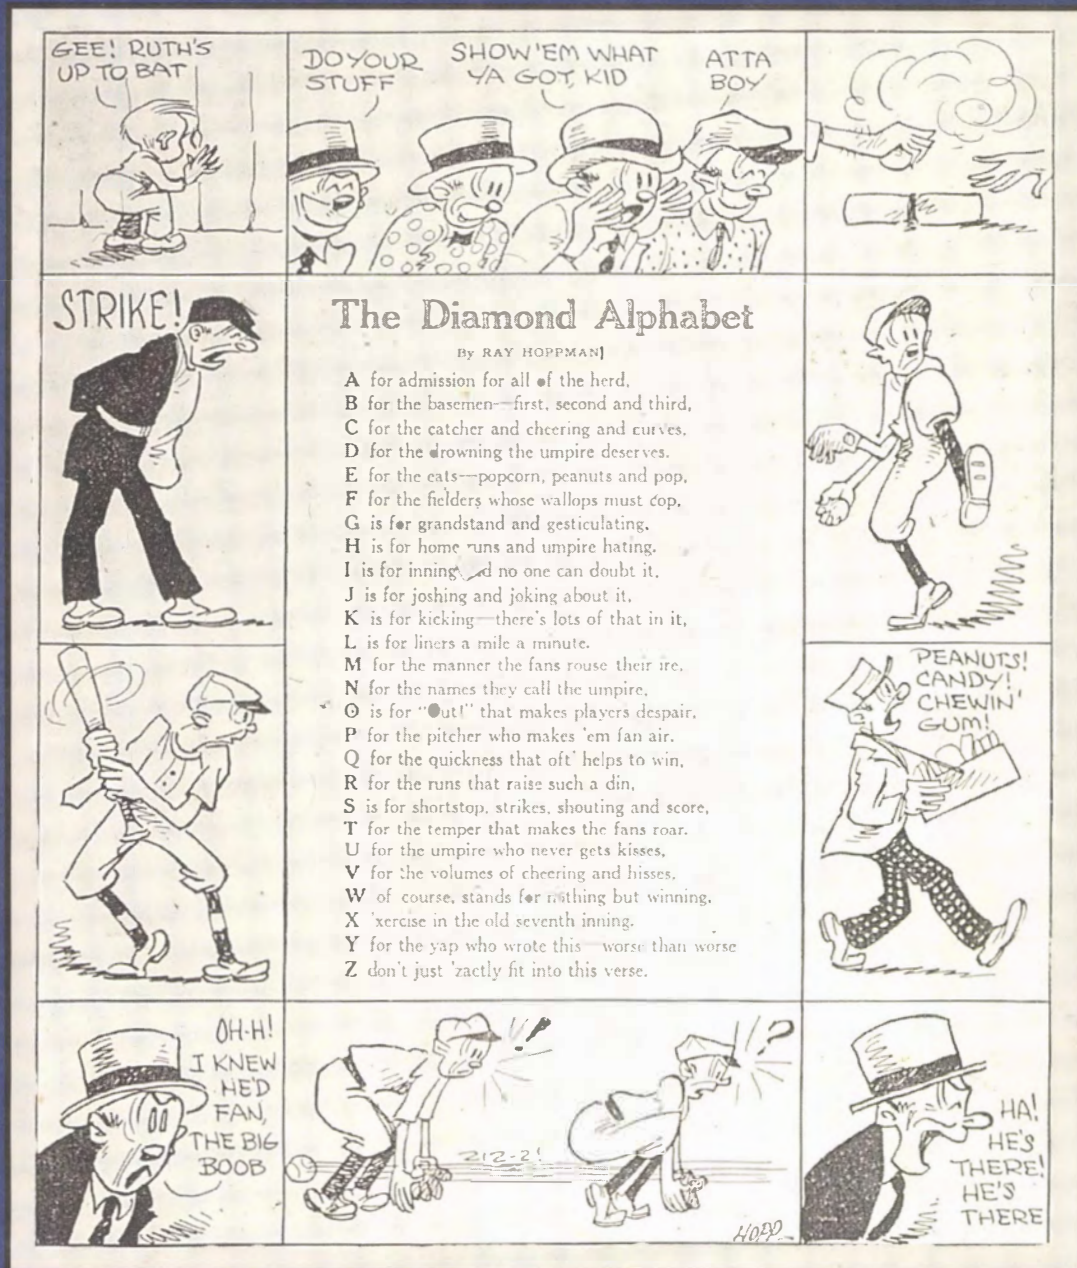 GEE! RUTH'S
UP TO BAT
DO YOUR
STUFF
SHOW 'EM WHAT
YA GOT, KID
ATTA
BOY
STRIKE!
The Diamond Alphabet
By RAY HOPPMAN
A for admission for all of the herd,
B for the basemen—first, second and third,
C for the catcher and cheering and curves.
D for the drowning the umpire deserves.
E for the eats—popcorn, peanuts and pop,
F for the fielders whose wallops must cop,
G is for grandstand and gesticulating,
H is for home runs and umpire hating.
I is for inning no one can doubt it,
J is for joshing and joking about it,
K is for kicking—there's lots of that in it,
L is for liners a mile a minute.
M for the manner the fans rouse their ire,
N for the names they call the umpire,
O is for "Out!" that makes players despair,
P for the pitcher who makes 'em fan air.
Q for the quickness that oft' helps to win,
R for the runs that raise such a din,
S is for shortstop, strikes, shouting and score,
T for the temper that makes the fans roar.
U for the umpire who never gets kisses,
V for the volumes of cheering and hisses,
W of course, stands for nothing but winning,
X 'xercise in the old seventh inning.
Y for the yap who wrote this—worse than worse
Z don't just 'zactly fit into this verse.
PEANUTS!
CANDY!
CHEWIN'
GUM!
OH-H!
I KNEW
HE'D
FAN,
THE BIG
BOOB
!
?
HOPP
HA!
HE'S
THERE!
HE'S
THERE